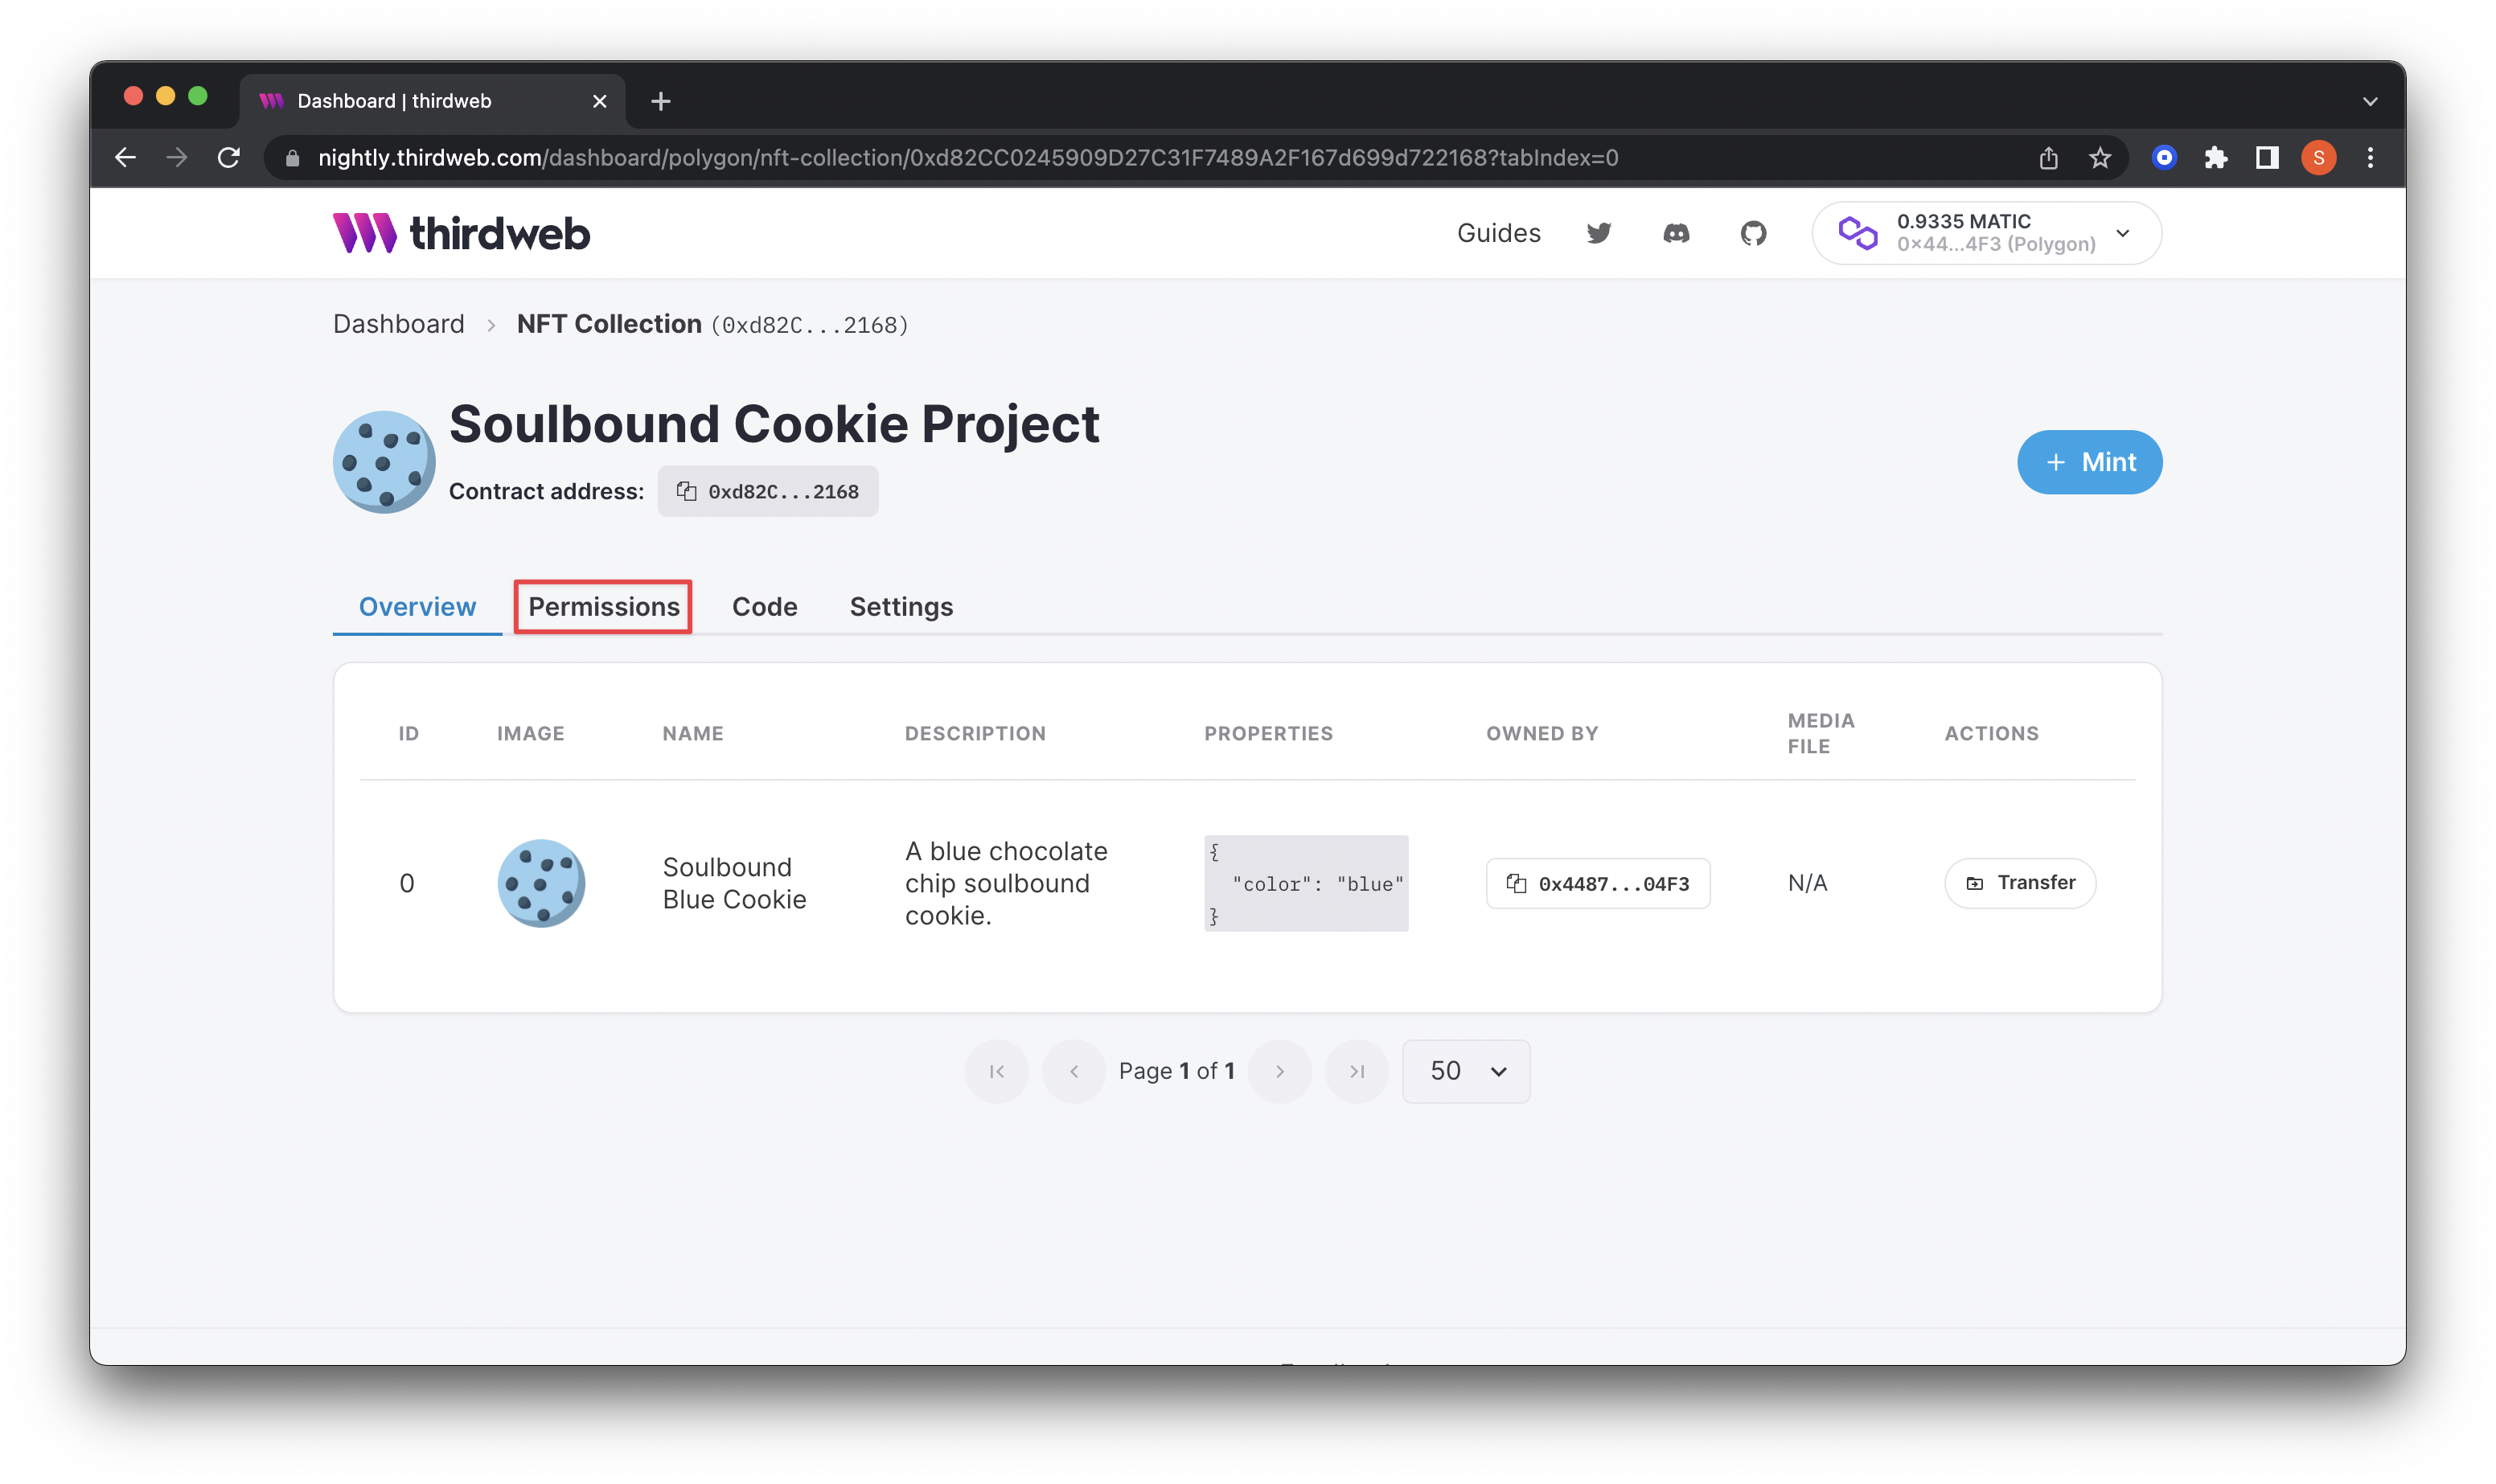 Dashboard | thirdweb
nightly.thirdweb.com/dashboard/polygon/nft-collection/0xd82CC0245909D27C31F7489A2F167d699d722168?tabIndex=0
S
thirdweb
Guides
0.9335 MATIC
0x44...4F3 (Polygon)
Dashboard > NFT Collection (0xd82C...2168)
Soulbound Cookie Project
Contract address: 0xd82C...2168
+ Mint
Overview Permissions Code Settings
ID IMAGE NAME DESCRIPTION PROPERTIES OWNED BY MEDIA FILE ACTIONS
0
Soulbound
Blue Cookie
A blue chocolate
chip soulbound
cookie.
{
"color": "blue"
}
0x4487...04F3
N/A
Transfer
Page 1 of 1
50